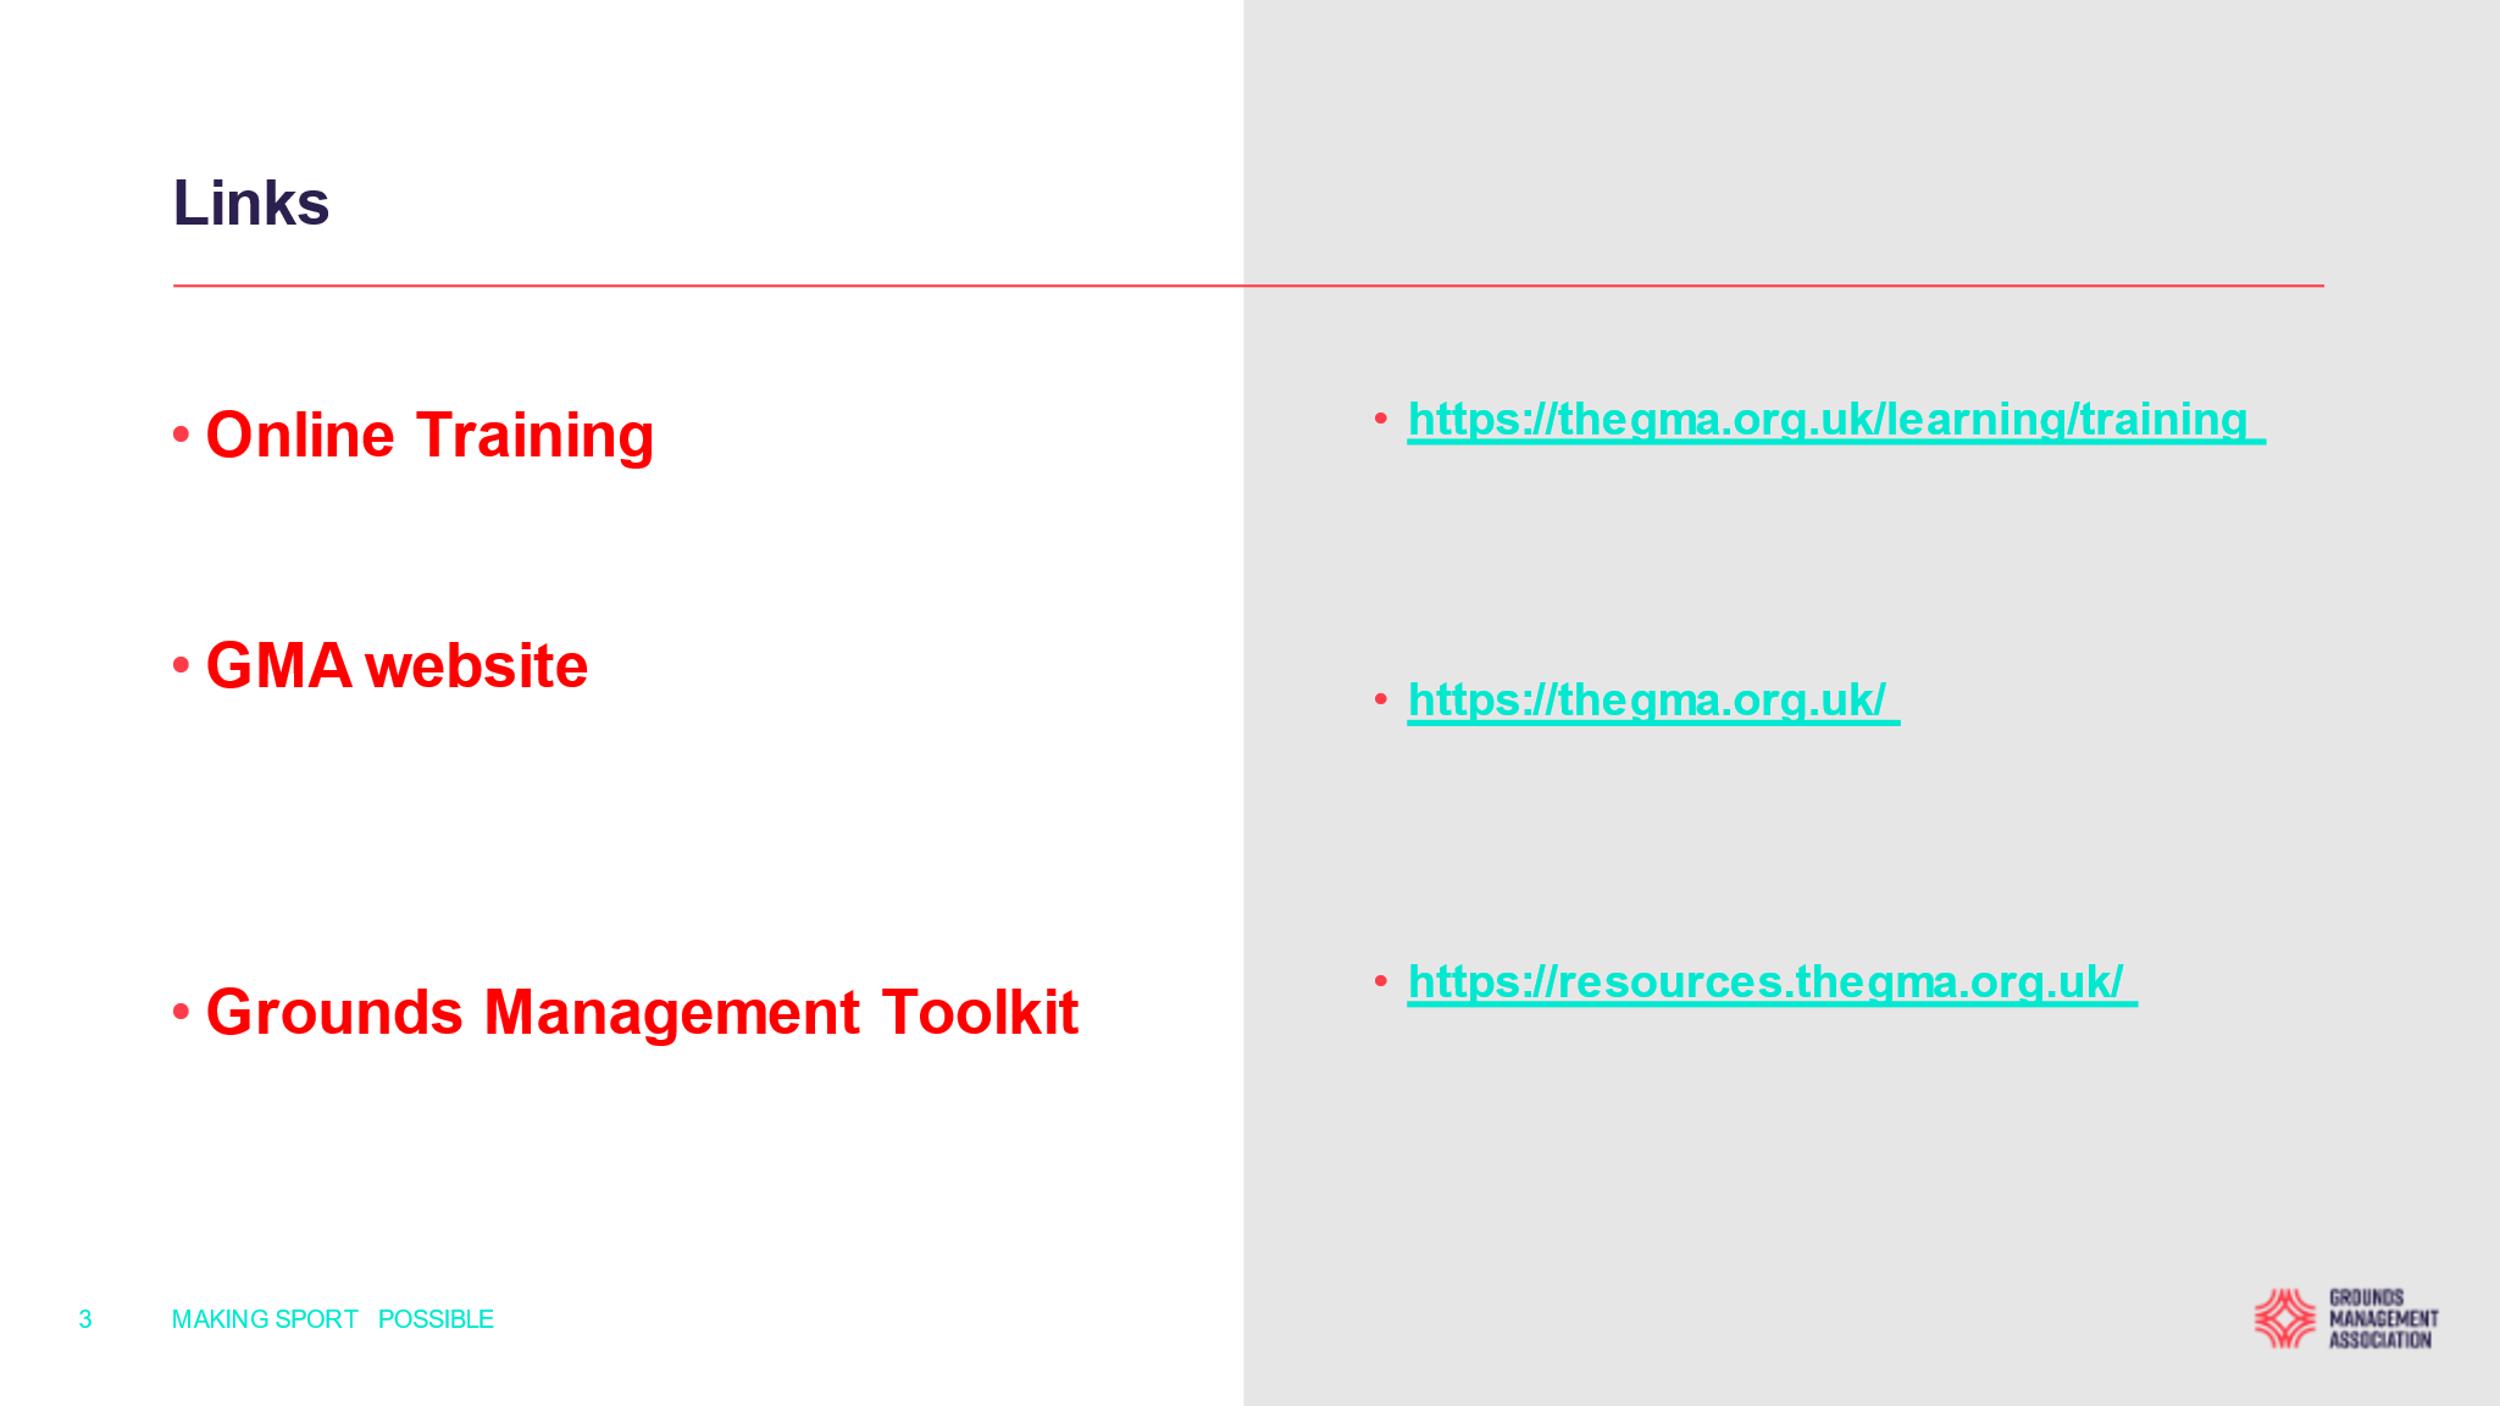 Links
• Online Training
• https://thegma.org.uk/learning/training
• GMA website
• https://thegma.org.uk/
• Grounds Management Toolkit
• https://resources.thegma.org.uk/
3 MAKING SPORT POSSIBLE
GROUNDS
MANAGEMENT
ASSOCIATION